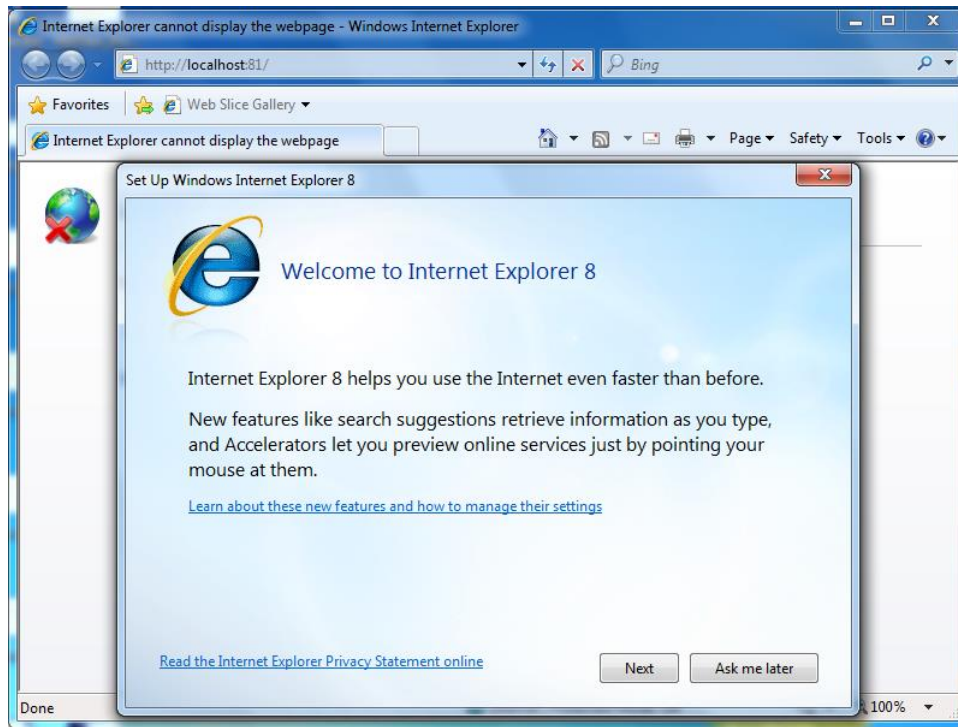 Internet Explorer cannot display the webpage - Windows Internet Explorer
http://localhost:81/
Bing
Favorites
Web Slice Gallery
Internet Explorer cannot display the webpage
Page
Safety
Tools
Set Up Windows Internet Explorer 8
Welcome to Internet Explorer 8
Internet Explorer 8 helps you use the Internet even faster than before.
New features like search suggestions retrieve information as you type,
and Accelerators let you preview online services just by pointing your
mouse at them.
Learn about these new features and how to manage their settings
Read the Internet Explorer Privacy Statement online
Next
Ask me later
Done
100%